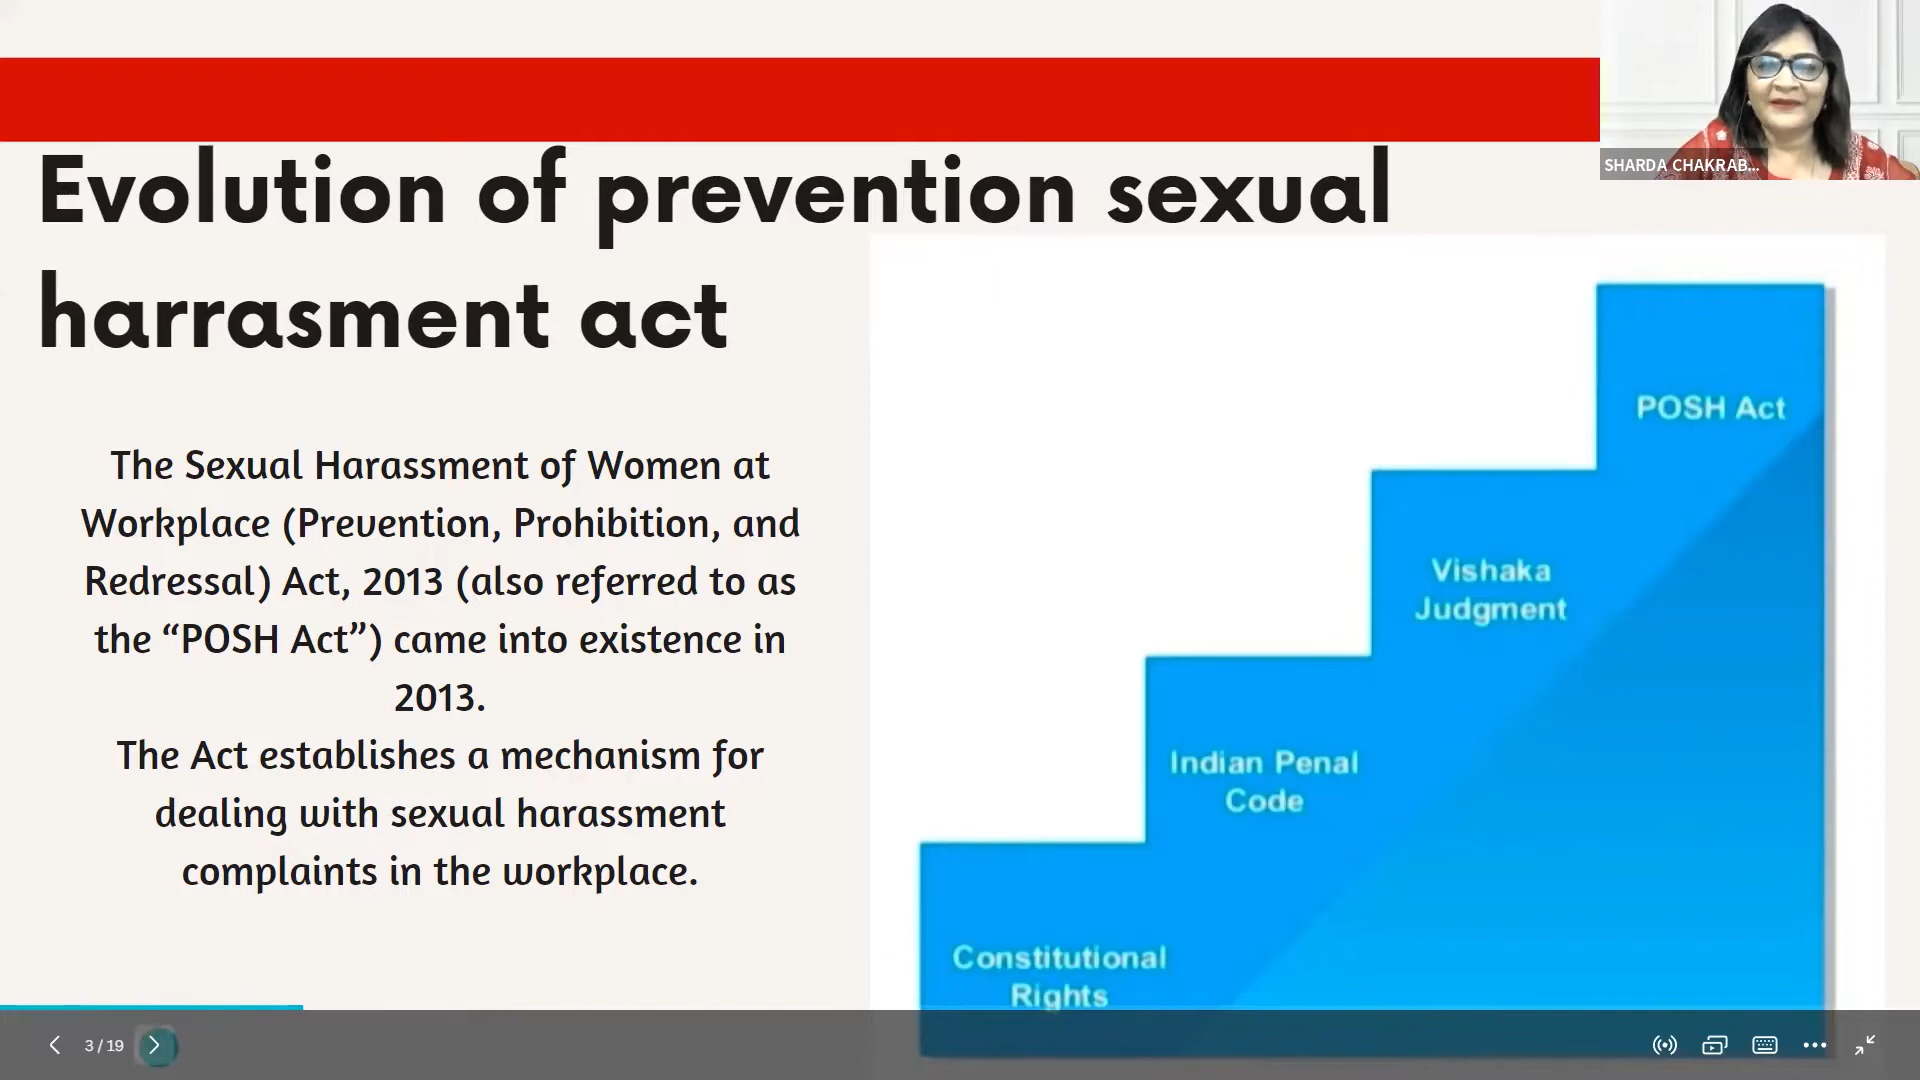 SHARDA CHAKRAB...
Evolution of prevention sexual
harrasment act
The Sexual Harassment of Women at
Workplace (Prevention, Prohibition, and
Redressal) Act, 2013 (also referred to as
the “POSH Act”) came into existence in
2013.
The Act establishes a mechanism for
dealing with sexual harassment
complaints in the workplace.
POSH Act
Vishaka
Judgment
Indian Penal
Code
Constitutional
Rights
3 / 19